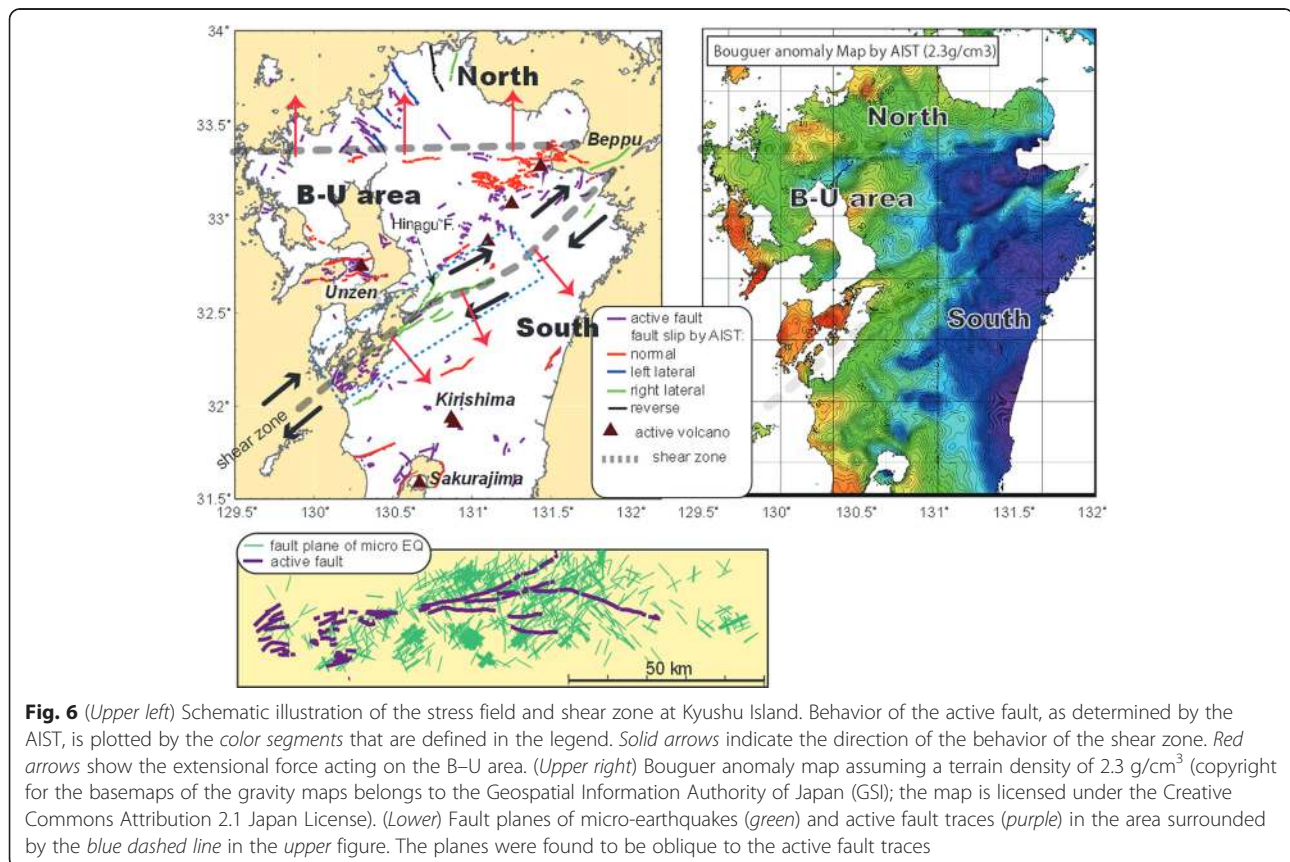 34°
33.5°
33°
32.5°
32°
31.5°
129.5°
130°
130.5°
131°
131.5°
132°
North
Beppu
B-U area
Hinagu F.
Unzen
South
Kirishima
Sakurajima
shear zone
active fault
fault slip by AIST:
normal
left lateral
right lateral
reverse
active volcano
shear zone
Bouguer anomaly Map by AIST (2.3g/cm3)
North
B-U area
South
129.5°
130°
130.5°
131°
131.5°
132°
fault plane of micro EQ
active fault
50 km
Fig. 6 (Upper left) Schematic illustration of the stress field and shear zone at Kyushu Island. Behavior of the active fault, as determined by the
AIST, is plotted by the color segments that are defined in the legend. Solid arrows indicate the direction of the behavior of the shear zone. Red
arrows show the extensional force acting on the B–U area. (Upper right) Bouguer anomaly map assuming a terrain density of 2.3 g/cm³ (copyright
for the basemaps of the gravity maps belongs to the Geospatial Information Authority of Japan (GSI); the map is licensed under the Creative
Commons Attribution 2.1 Japan License). (Lower) Fault planes of micro-earthquakes (green) and active fault traces (purple) in the area surrounded
by the blue dashed line in the upper figure. The planes were found to be oblique to the active fault traces